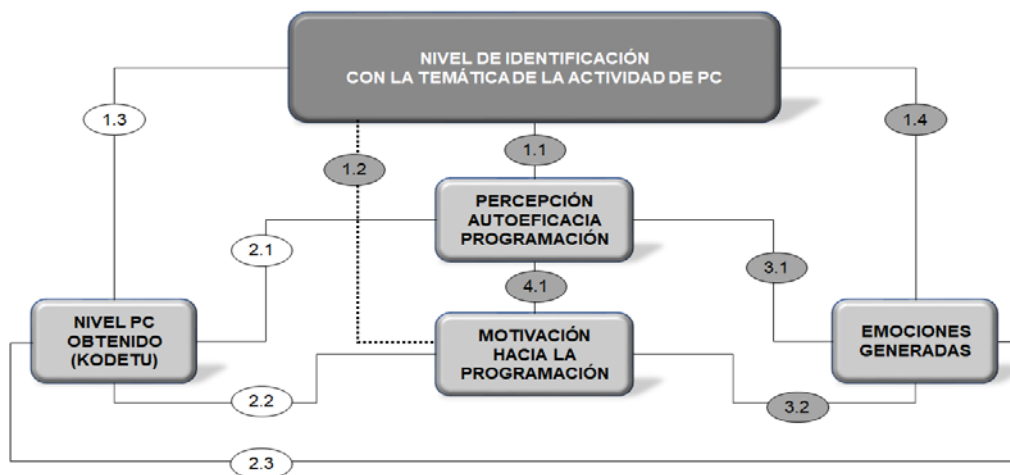 NIVEL DE IDENTIFICACIÓN
CON LA TEMÁTICA DE LA ACTIVIDAD DE PC
1.3
1.4
1.1
1.2
PERCEPCIÓN
AUTOEFICACIA
PROGRAMACIÓN
2.1
3.1
4.1
NIVEL PC
OBTENIDO
(KODETU)
MOTIVACIÓN
HACIA LA
PROGRAMACIÓN
EMOCIONES
GENERADAS
2.2
3.2
2.3